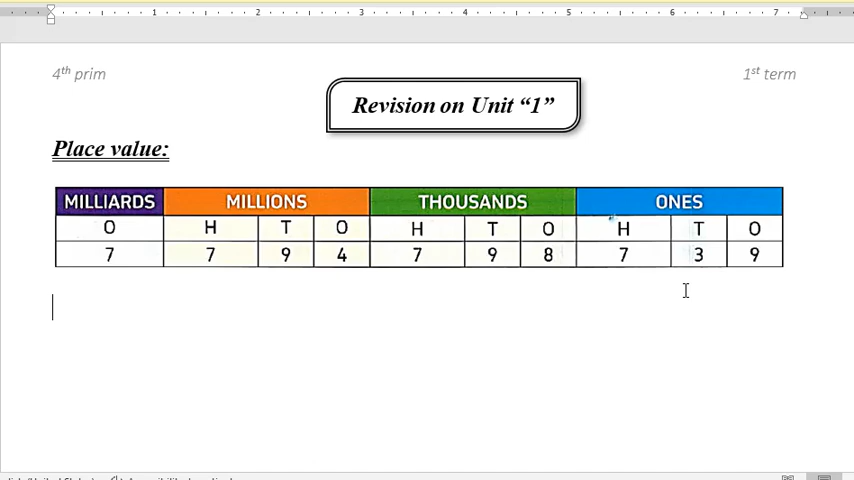 1 2 3 4 5 6 7
4th prim 1st term
Revision on Unit “1”
Place value:
MILLIARDS MILLIONS THOUSANDS ONES
O H T O H T O H T O
7 7 9 4 7 9 8 7 3 9